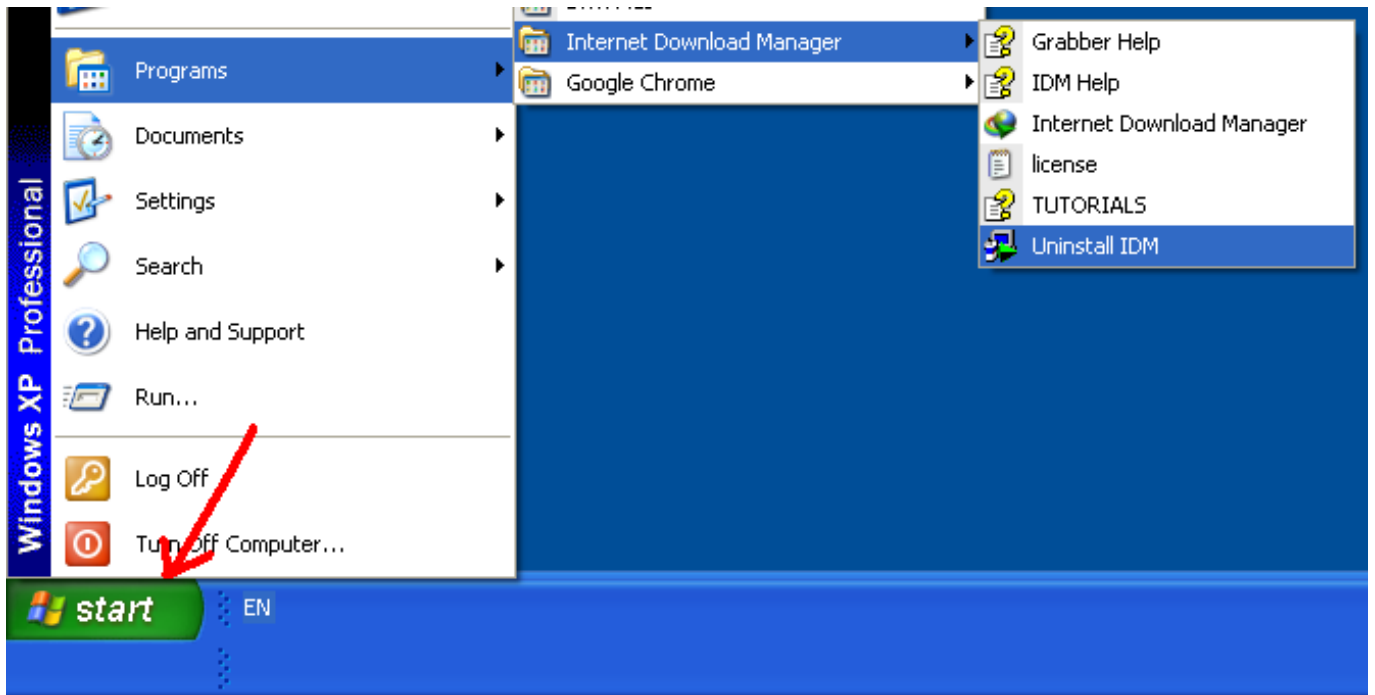 Internet Download Manager
Google Chrome
Grabber Help
IDM Help
Internet Download Manager
license
TUTORIALS
Uninstall IDM
Programs
Documents
Settings
Search
Help and Support
Run...
Log Off
Turn Off Computer...
Windows XP Professional
start
EN